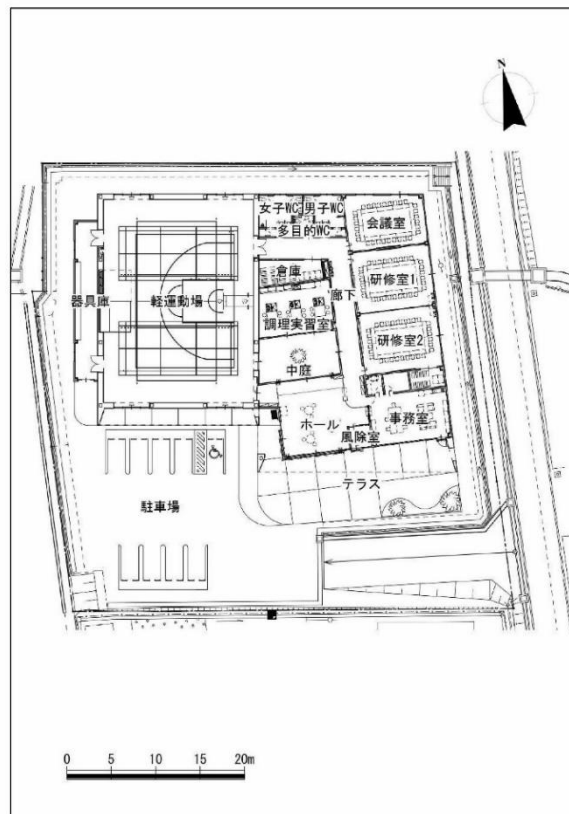 N
女子WC 男子WC
多目的WC
会議室
倉庫
研修室1
廊下
器具庫
軽運動場
調理実習室
研修室2
中庭
ホール
事務室
風除室
テラス
駐車場
0 5 10 15 20m